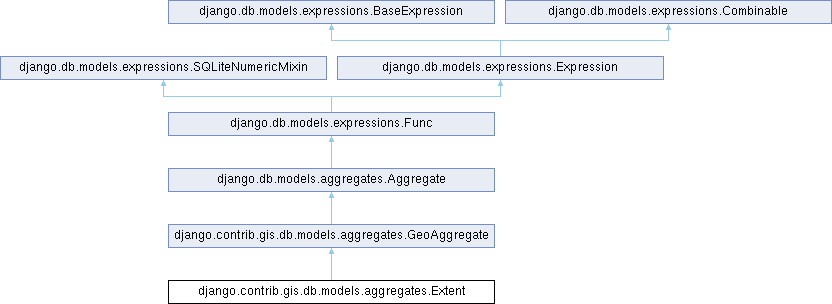 django.db.models.expressions.BaseExpression
django.db.models.expressions.Combinable
django.db.models.expressions.SQLiteNumericMixin
django.db.models.expressions.Expression
django.db.models.expressions.Func
django.db.models.aggregates.Aggregate
django.contrib.gis.db.models.aggregates.GeoAggregate
django.contrib.gis.db.models.aggregates.Extent